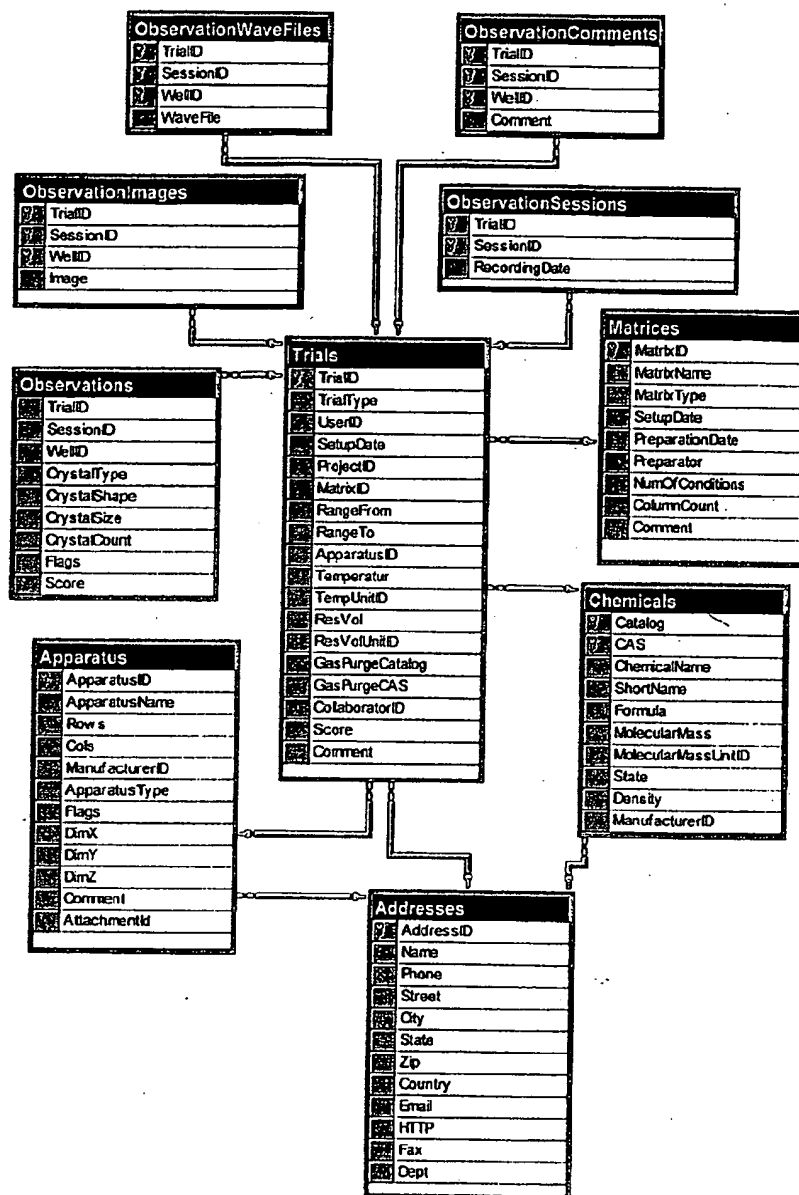 ObservationWaveFiles
TrialID
SessionID
WellID
WaveFile
ObservationComments
TrialID
SessionID
WellID
Comment
ObservationImages
TrialID
SessionID
WellID
Image
ObservationSessions
TrialID
SessionID
RecordingDate
Trials
TrialID
TrialType
UserID
SetupDate
ProjectID
MatrixID
RangeFrom
RangeTo
ApparatusID
Temperatur
TempUnitID
ResVol
ResVolUnitID
GasPurgeCatalog
GasPurgeCAS
CollaboratorID
Score
Comment
Matrices
MatrixID
MatrixName
MatrixType
SetupDate
PreparationDate
Preparator
NumOfConditions
ColumnCount
Comment
Observations
TrialID
SessionID
WellID
CrystalType
CrystalShape
CrystalSize
CrystalCount
Flags
Score
Chemicals
Catalog
CAS
ChemicalName
ShortName
Formula
MolecularMass
MolecularMassUnitID
State
Density
ManufacturerID
Apparatus
ApparatusID
ApparatusName
Rows
Cols
ManufacturerID
ApparatusType
Flags
DimX
DimY
DimZ
Comment
AttachmentId
Addresses
AddressID
Name
Phone
Street
City
State
Zip
Country
Email
HTTP
Fax
Dept